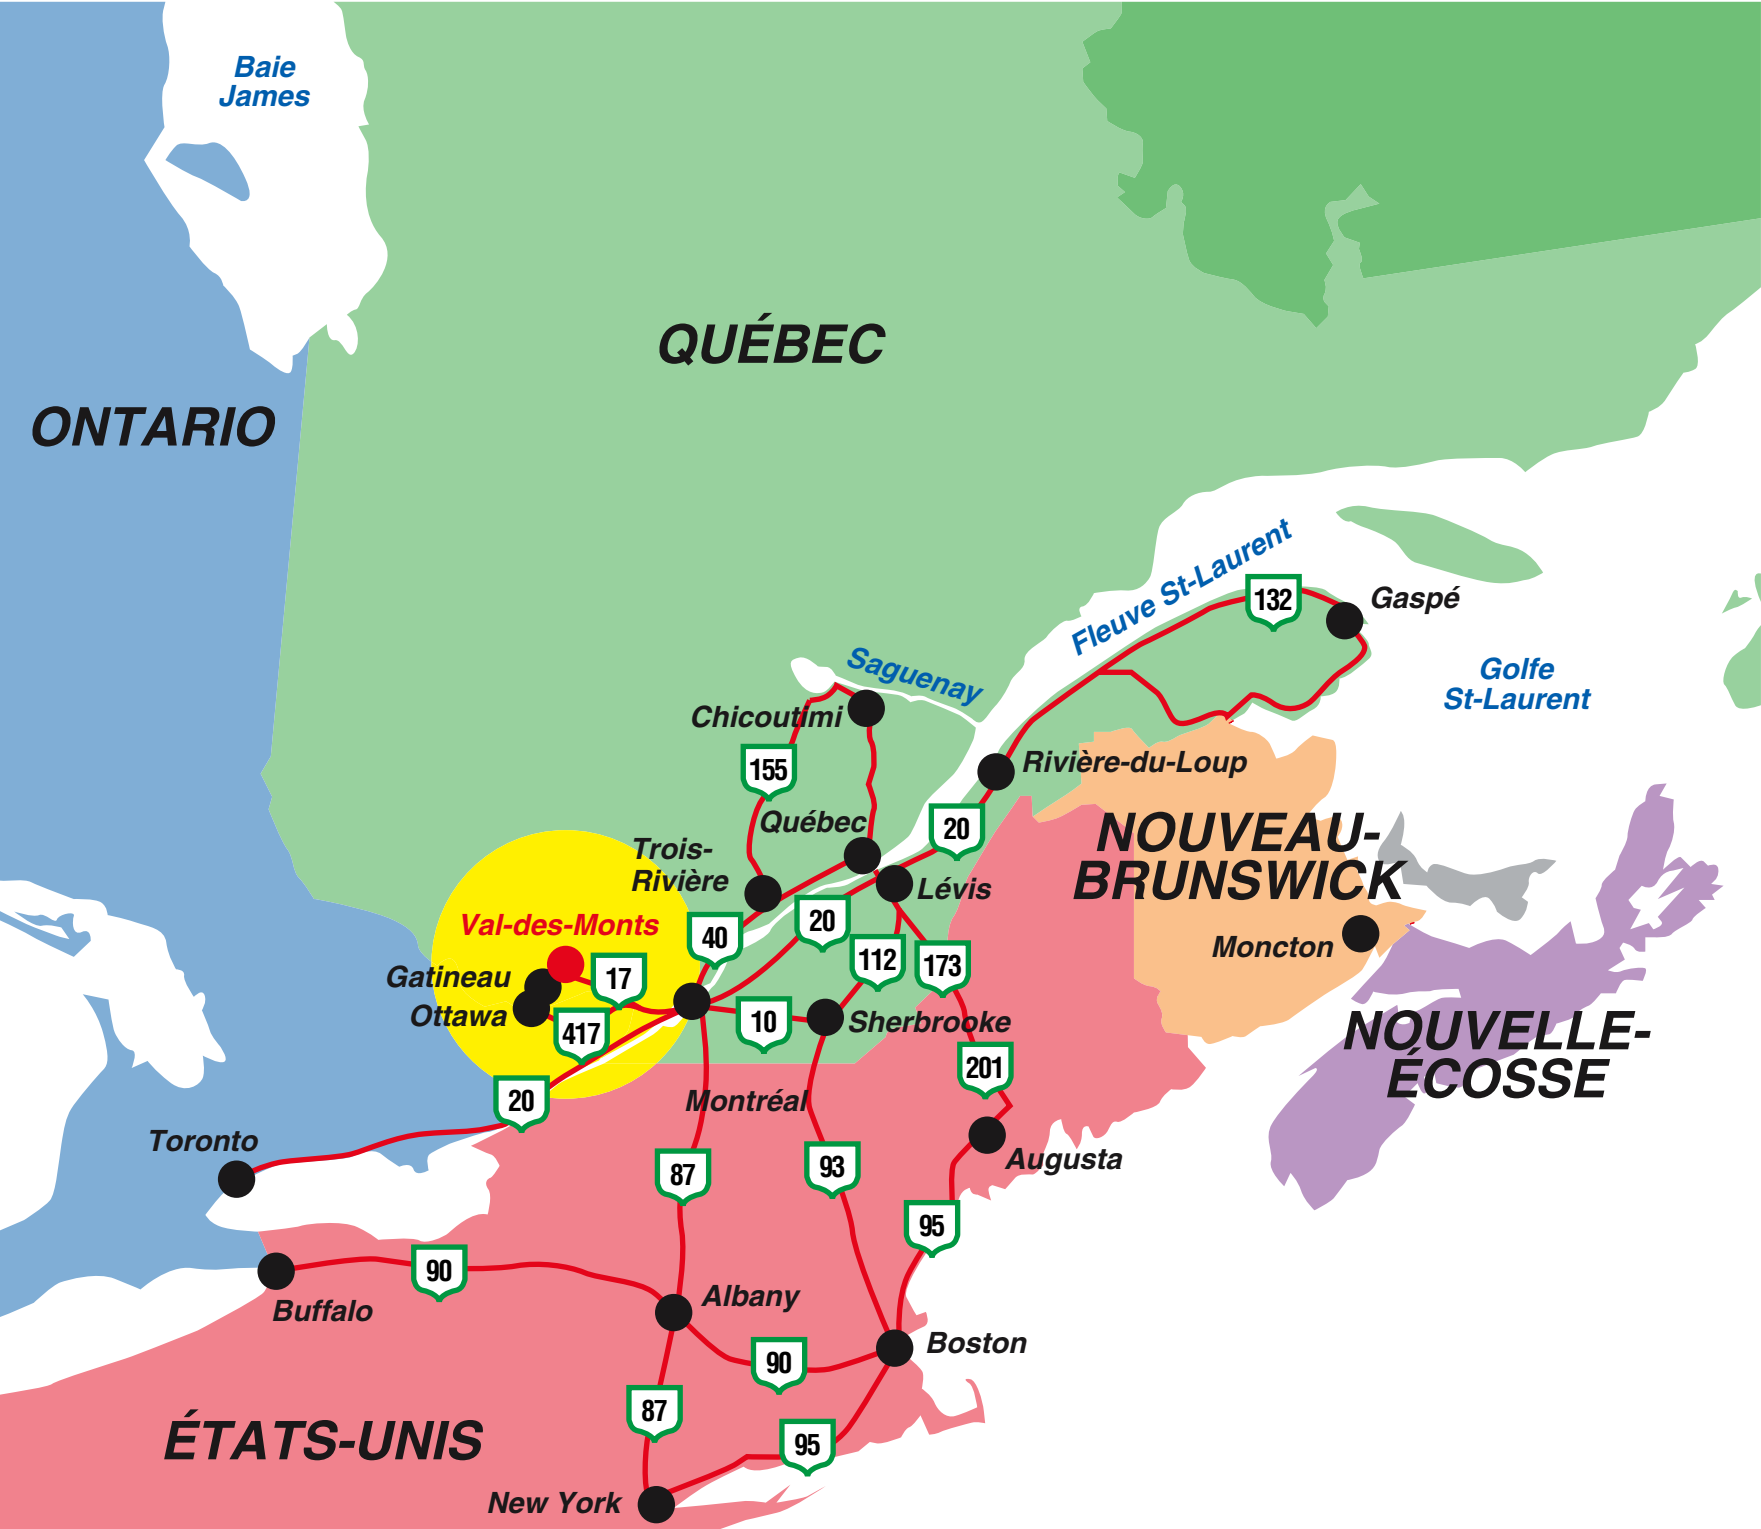 Baie
James
QUÉBEC
ONTARIO
Fleuve St-Laurent
132
Gaspé
Golfe
St-Laurent
Saguenay
Chicoutimi
155
Rivière-du-Loup
Québec
20
NOUVEAU-
BRUNSWICK
Trois-
Rivière
Lévis
Val-des-Monts
40
20
112
173
Moncton
Gatineau
17
Ottawa
417
10
Sherbrooke
NOUVELLE-
ÉCOSSE
201
20
Montréal
Toronto
Augusta
87
93
95
90
Buffalo
Albany
Boston
90
87
ÉTATS-UNIS
95
New York